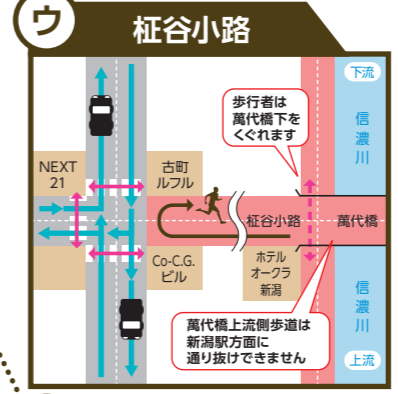 ウ
柾谷小路
下流
歩行者は
萬代橋下を
くぐれます
信濃川
NEXT
21
古町
ルフル
柾谷小路
萬代橋
Co-C.G.
ビル
ホテル
オークラ
新潟
信濃川
萬代橋上流側歩道は
新潟駅方面に
通り抜けできません
上流